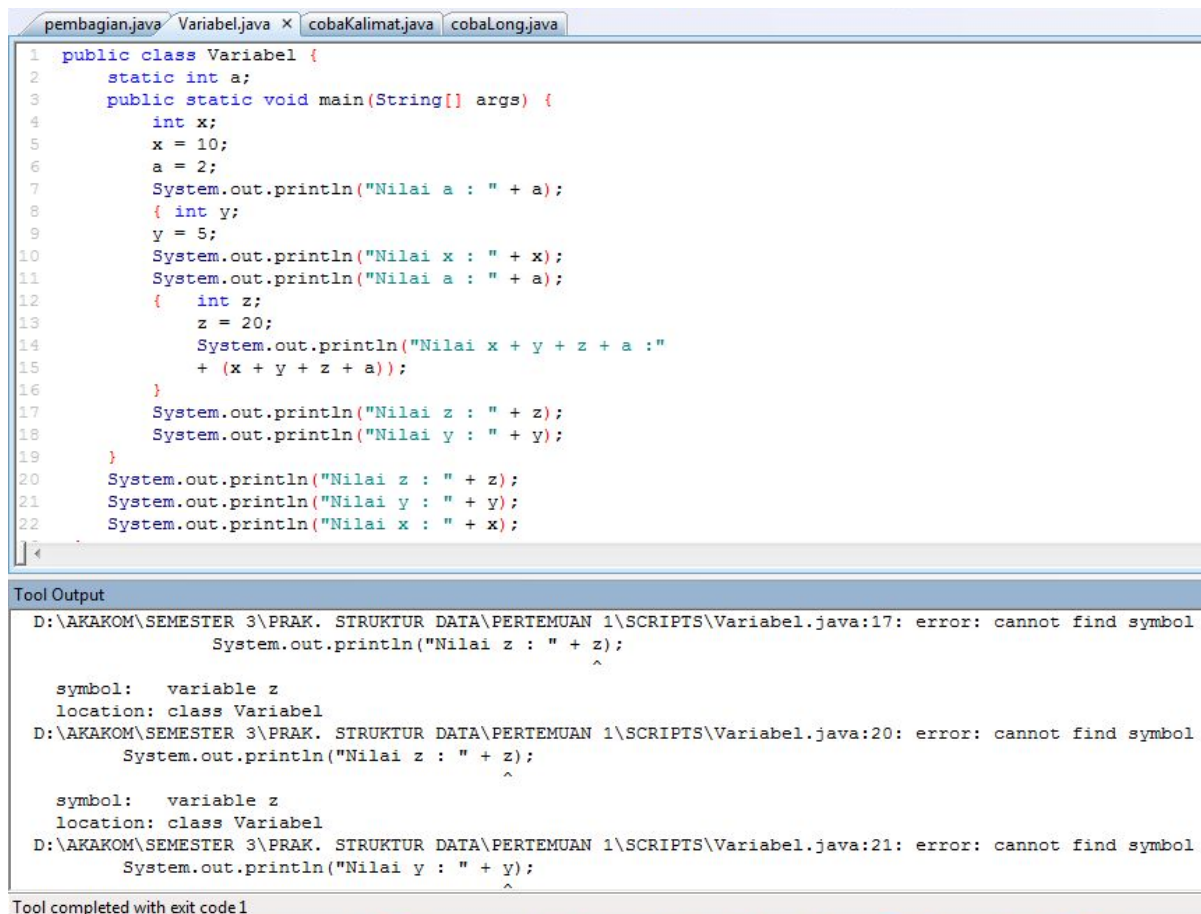 pembagian.java Variabel.java × cobaKalimat.java cobaLong.java
1 public class Variabel {
2 static int a;
3 public static void main(String[] args) {
4 int x;
5 x = 10;
6 a = 2;
7 System.out.println("Nilai a : " + a);
8 { int y;
9 y = 5;
10 System.out.println("Nilai x : " + x);
11 System.out.println("Nilai a : " + a);
12 { int z;
13 z = 20;
14 System.out.println("Nilai x + y + z + a :"
15 + (x + y + z + a));
16 }
17 System.out.println("Nilai z : " + z);
18 System.out.println("Nilai y : " + y);
19 }
20 System.out.println("Nilai z : " + z);
21 System.out.println("Nilai y : " + y);
22 System.out.println("Nilai x : " + x);
Tool Output
D:\AKAKOM\SEMESTER 3\PRAK. STRUKTUR DATA\PERTEMUAN 1\SCRIPTS\Variabel.java:17: error: cannot find symbol
System.out.println("Nilai z : " + z);
^
symbol: variable z
location: class Variabel
D:\AKAKOM\SEMESTER 3\PRAK. STRUKTUR DATA\PERTEMUAN 1\SCRIPTS\Variabel.java:20: error: cannot find symbol
System.out.println("Nilai z : " + z);
^
symbol: variable z
location: class Variabel
D:\AKAKOM\SEMESTER 3\PRAK. STRUKTUR DATA\PERTEMUAN 1\SCRIPTS\Variabel.java:21: error: cannot find symbol
System.out.println("Nilai y : " + y);
^
Tool completed with exit code 1